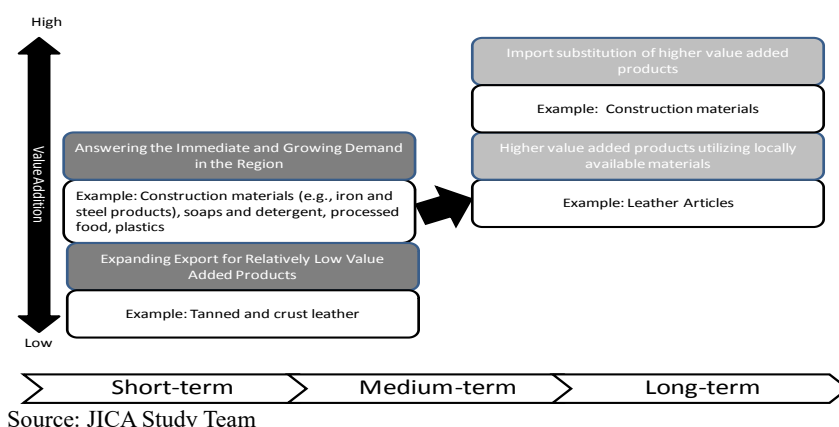 High
Value Addition
Low
Answering the Immediate and Growing Demand
in the Region
Example: Construction materials (e.g., iron and
steel products), soaps and detergent, processed
food, plastics
Expanding Export for Relatively Low Value
Added Products
Example: Tanned and crust leather
Import substitution of higher value added
products
Example: Construction materials
Higher value added products utilizing locally
available materials
Example: Leather Articles
Short-term
Medium-term
Long-term
Source: JICA Study Team